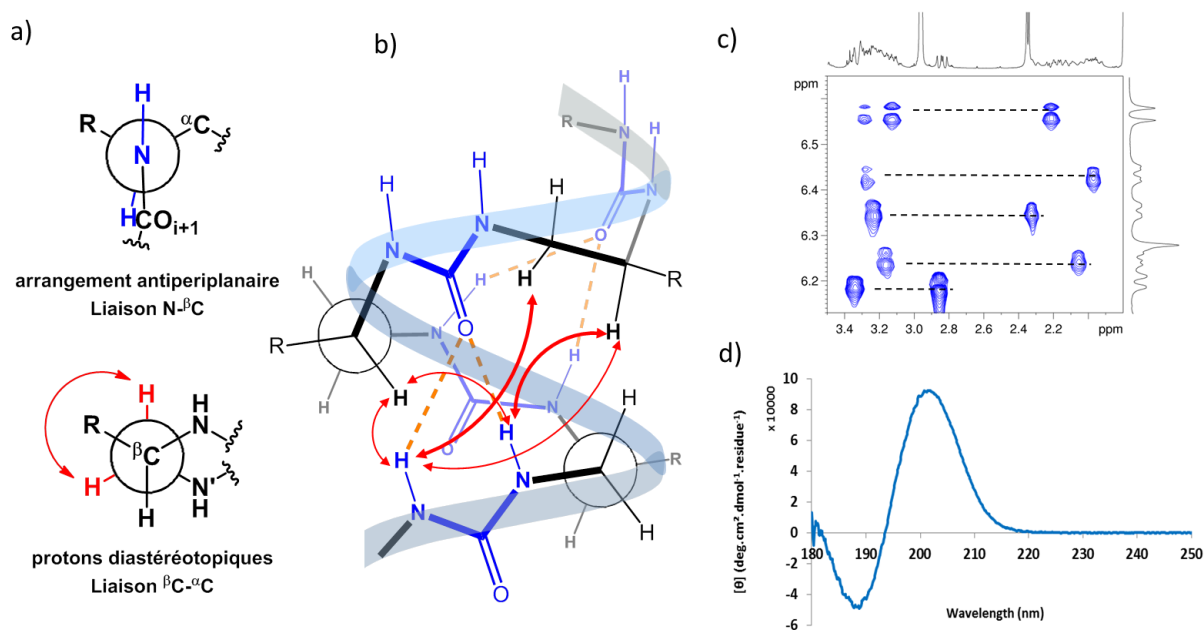 a)
H
R
αC
N
H
COi+1
arrangement antiperiplanaire
Liaison N-βC
H
R
βC
N
H
H
N'
H
H
protons diastéréotopiques
Liaison βC-αC
b)
R
N
H
H
N
O
H
H
N
N
H
R
H
H
O
N
H
H
R
H
H
H
N
O
N
H
H
R
H
H
H
N
N
H
O
c)
ppm
6.5
6.4
6.3
6.2
3.4 3.2 3.0 2.8 2.6 2.4 2.2 ppm
d)
[θ] (deg.cm².dmol⁻¹.residue⁻¹)
x 10000
10
8
6
4
2
0
-2
-4
-6
180 190 200 210 220 230 240 250
Wavelength (nm)